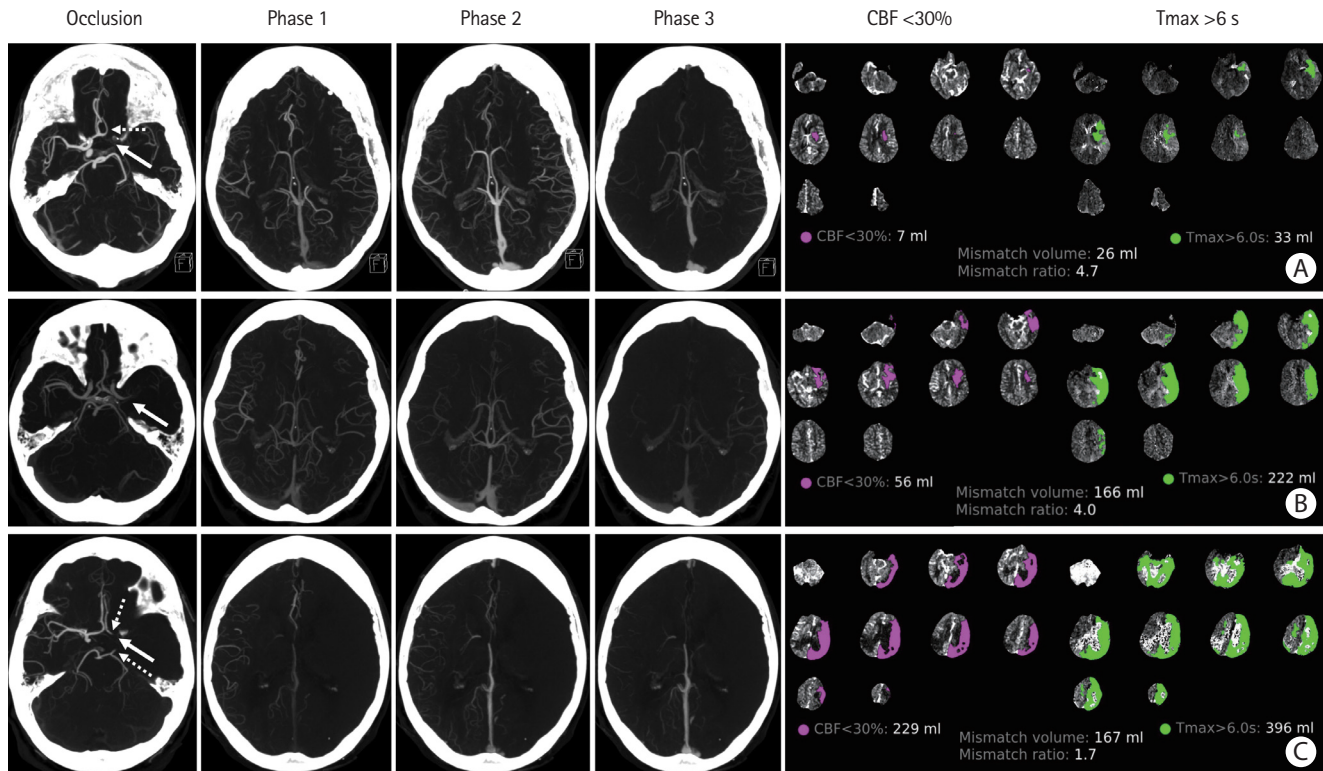 Occlusion Phase 1 Phase 2 Phase 3 CBF <30% Tmax >6 s
F F F F
CBF<30%: 7 ml Tmax>6.0s: 33 ml
Mismatch volume: 26 ml
Mismatch ratio: 4.7
A
CBF<30%: 56 ml Tmax>6.0s: 222 ml
Mismatch volume: 166 ml
Mismatch ratio: 4.0
B
CBF<30%: 229 ml Tmax>6.0s: 396 ml
Mismatch volume: 167 ml
Mismatch ratio: 1.7
C